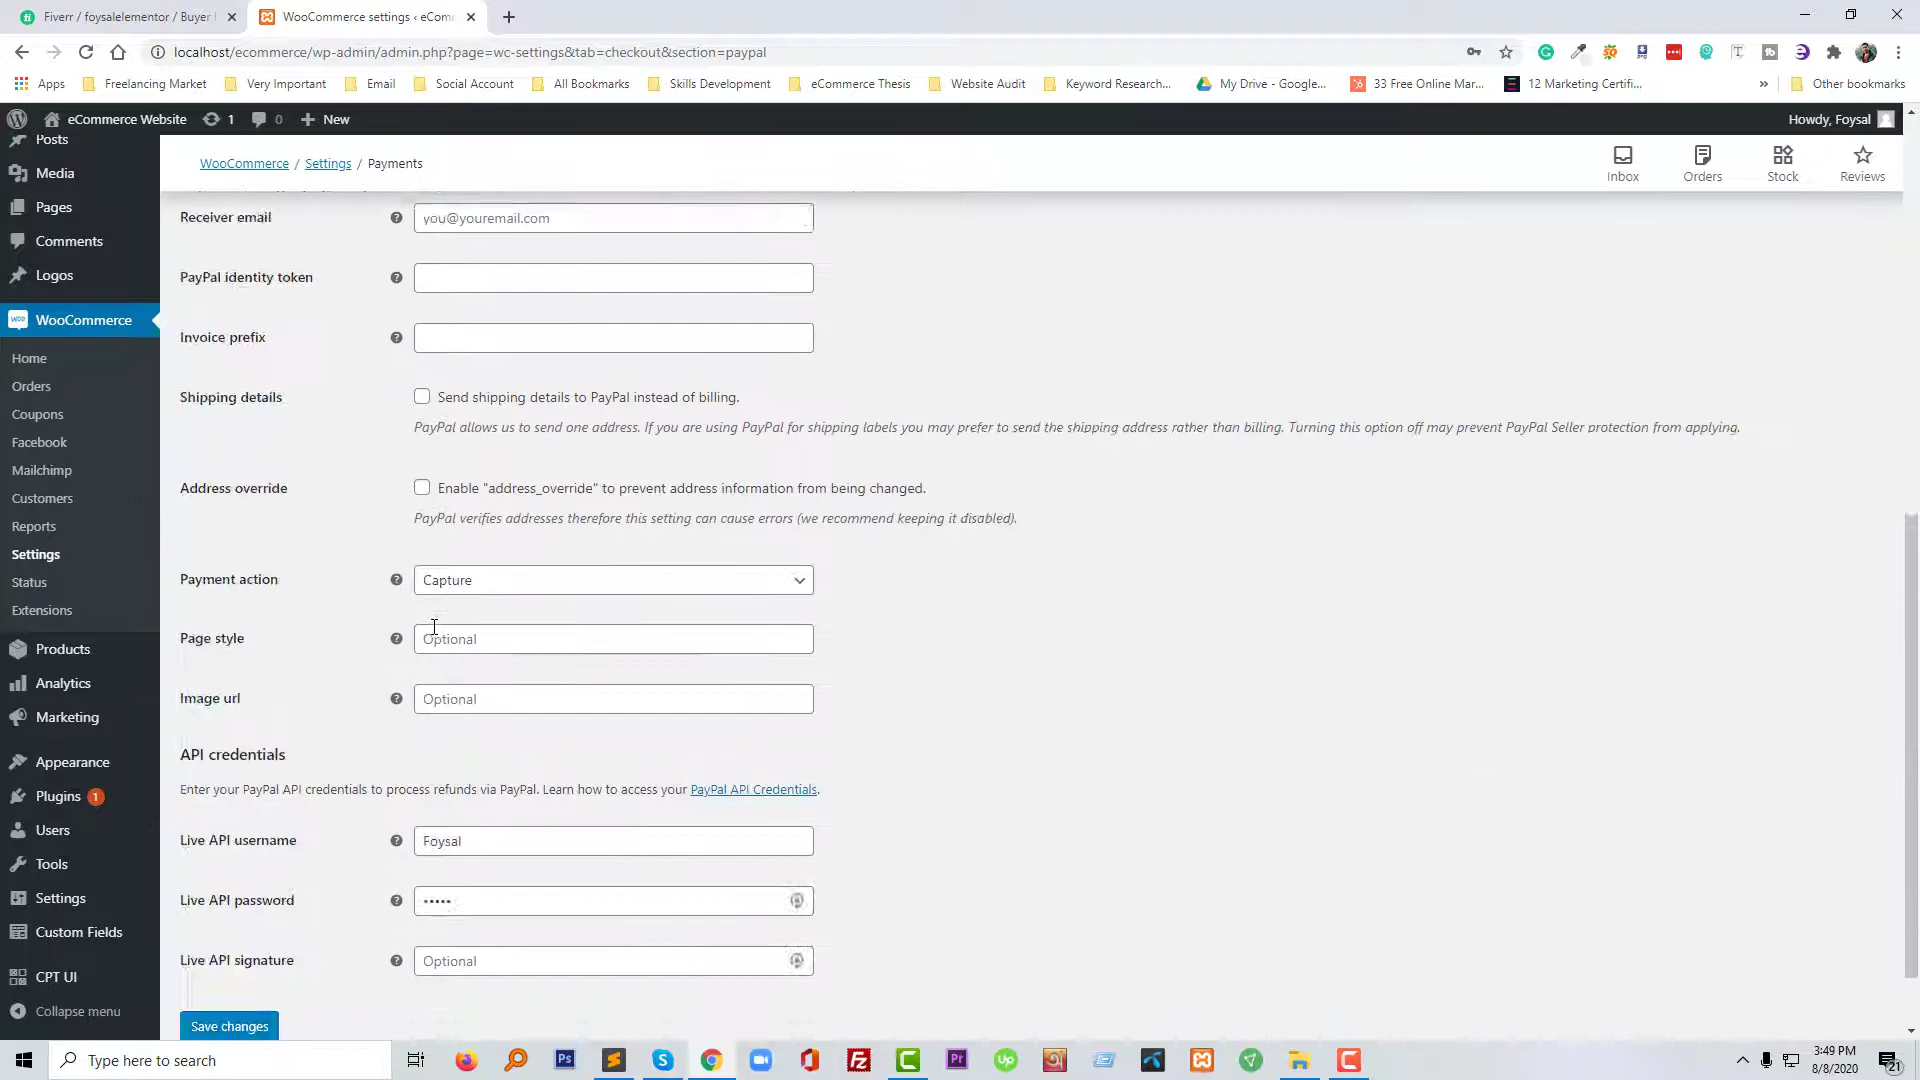 Fiverr / foysalelementor / Buyer
WooCommerce settings ‹ eCom
localhost/ecommerce/wp-admin/admin.php?page=wc-settings&tab=checkout&section=paypal
Apps
Freelancing Market
Very Important
Email
Social Account
All Bookmarks
Skills Development
eCommerce Thesis
Website Audit
Keyword Research...
My Drive - Google...
33 Free Online Mar...
12 Marketing Certifi...
»
Other bookmarks
eCommerce Website
1
0
New
Howdy, Foysal
Posts
Media
Pages
Comments
Logos
WooCommerce
Home
Orders
Coupons
Facebook
Mailchimp
Customers
Reports
Settings
Status
Extensions
Products
Analytics
Marketing
Appearance
Plugins 1
Users
Tools
Settings
Custom Fields
CPT UI
Collapse menu
WooCommerce / Settings / Payments
Inbox
Orders
Stock
Reviews
Receiver email
you@youremail.com
PayPal identity token
Invoice prefix
Shipping details
Send shipping details to PayPal instead of billing.
PayPal allows us to send one address. If you are using PayPal for shipping labels you may prefer to send the shipping address rather than billing. Turning this option off may prevent PayPal Seller protection from applying.
Address override
Enable "address_override" to prevent address information from being changed.
PayPal verifies addresses therefore this setting can cause errors (we recommend keeping it disabled).
Payment action
Capture
Page style
Optional
Image url
Optional
API credentials
Enter your PayPal API credentials to process refunds via PayPal. Learn how to access your PayPal API Credentials.
Live API username
Foysal
Live API password
•••••
Live API signature
Optional
Save changes
Type here to search
Ps
Pr
Up
3:49 PM
8/8/2020
21